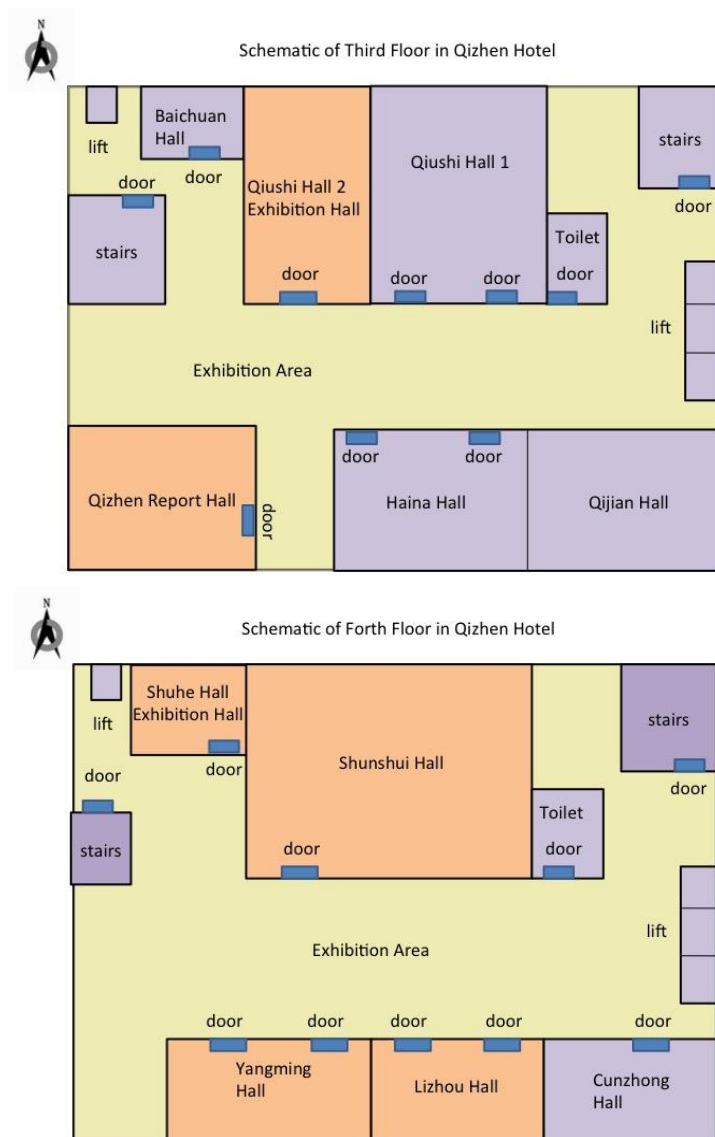 N
Schematic of Third Floor in Qizhen Hotel
lift
Baichuan
Hall
door
door
stairs
Qiushi Hall 2
Exhibition Hall
door
Qiushi Hall 1
door
door
Toilet
door
stairs
door
lift
Exhibition Area
Qizhen Report Hall
door
door
door
Haina Hall
Qijian Hall
N
Schematic of Forth Floor in Qizhen Hotel
lift
Shuhe Hall
Exhibition Hall
door
door
stairs
Shunshui Hall
door
Toilet
door
stairs
door
lift
Exhibition Area
door
door
door
door
door
Yangming
Hall
Lizhou Hall
Cunzhong
Hall